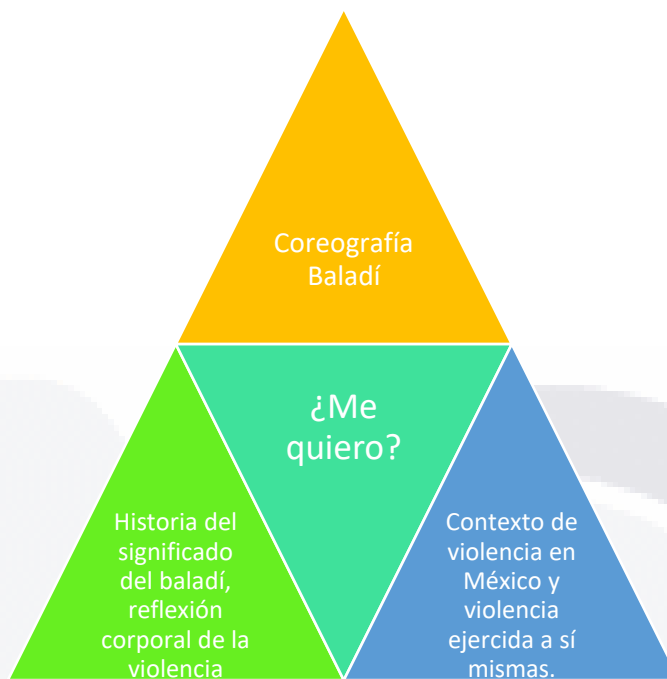 Coreografía
Baladí
¿Me
quiero?
Historia del
significado
del baladí,
reflexión
corporal de la
violencia
Contexto de
violencia en
México y
violencia
ejercida a sí
mismas.